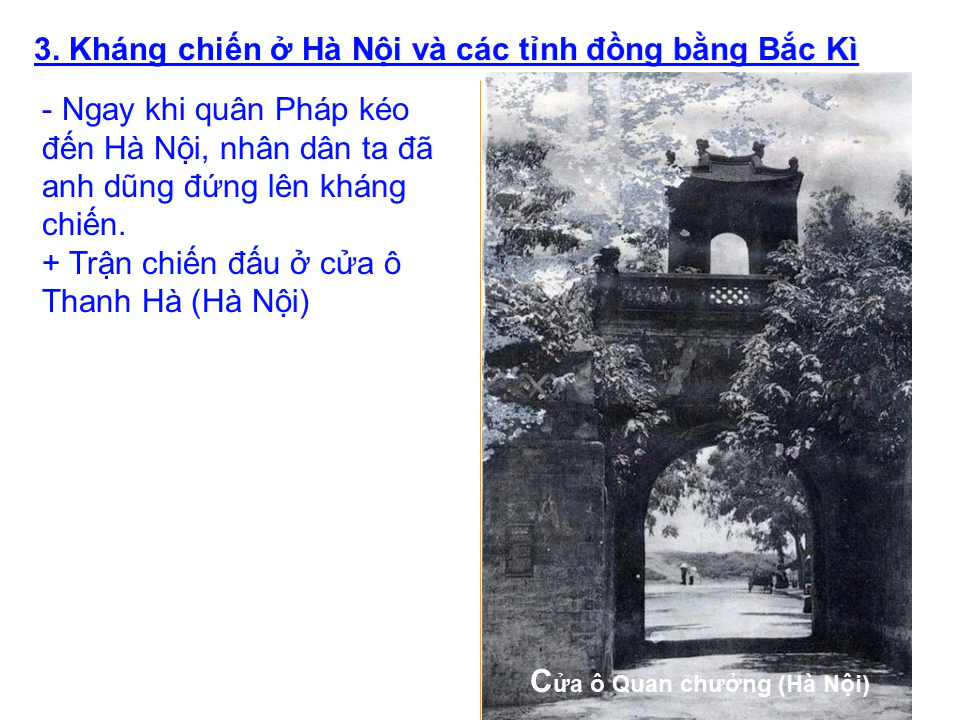 3. Kháng chiến ở Hà Nội và các tỉnh đồng bằng Bắc Kì
- Ngay khi quân Pháp kéo
đến Hà Nội, nhân dân ta đã
anh dũng đứng lên kháng
chiến.
+ Trận chiến đấu ở cửa ô
Thanh Hà (Hà Nội)
Cửa ô Quan chưởng (Hà Nội)